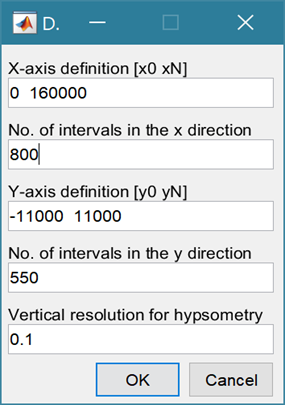 D.
X-axis definition [x0 xN]
0 160000
No. of intervals in the x direction
800
Y-axis definition [y0 yN]
-11000 11000
No. of intervals in the y direction
550
Vertical resolution for hypsometry
0.1
OK Cancel